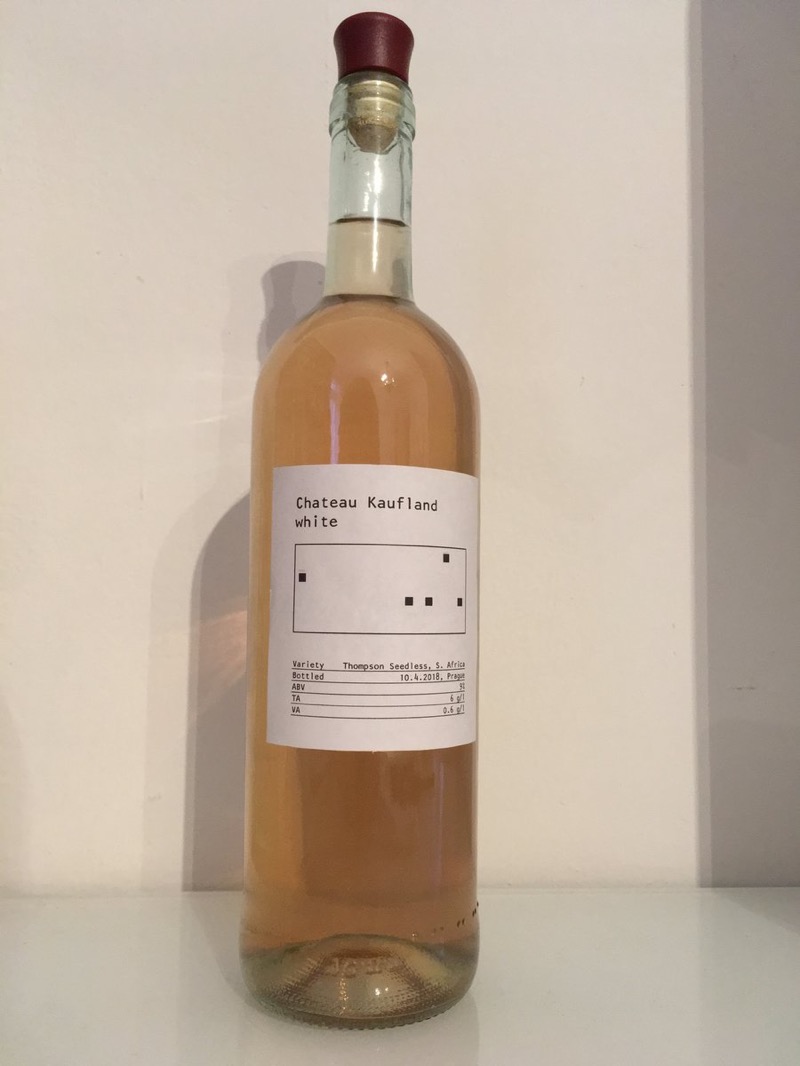 Chateau Kaufland
white
Variety Thompson Seedless, S. Africa
Bottled 10.4.2018, Prague
ABV 9%
TA 6 g/l
VA 0.6 g/l